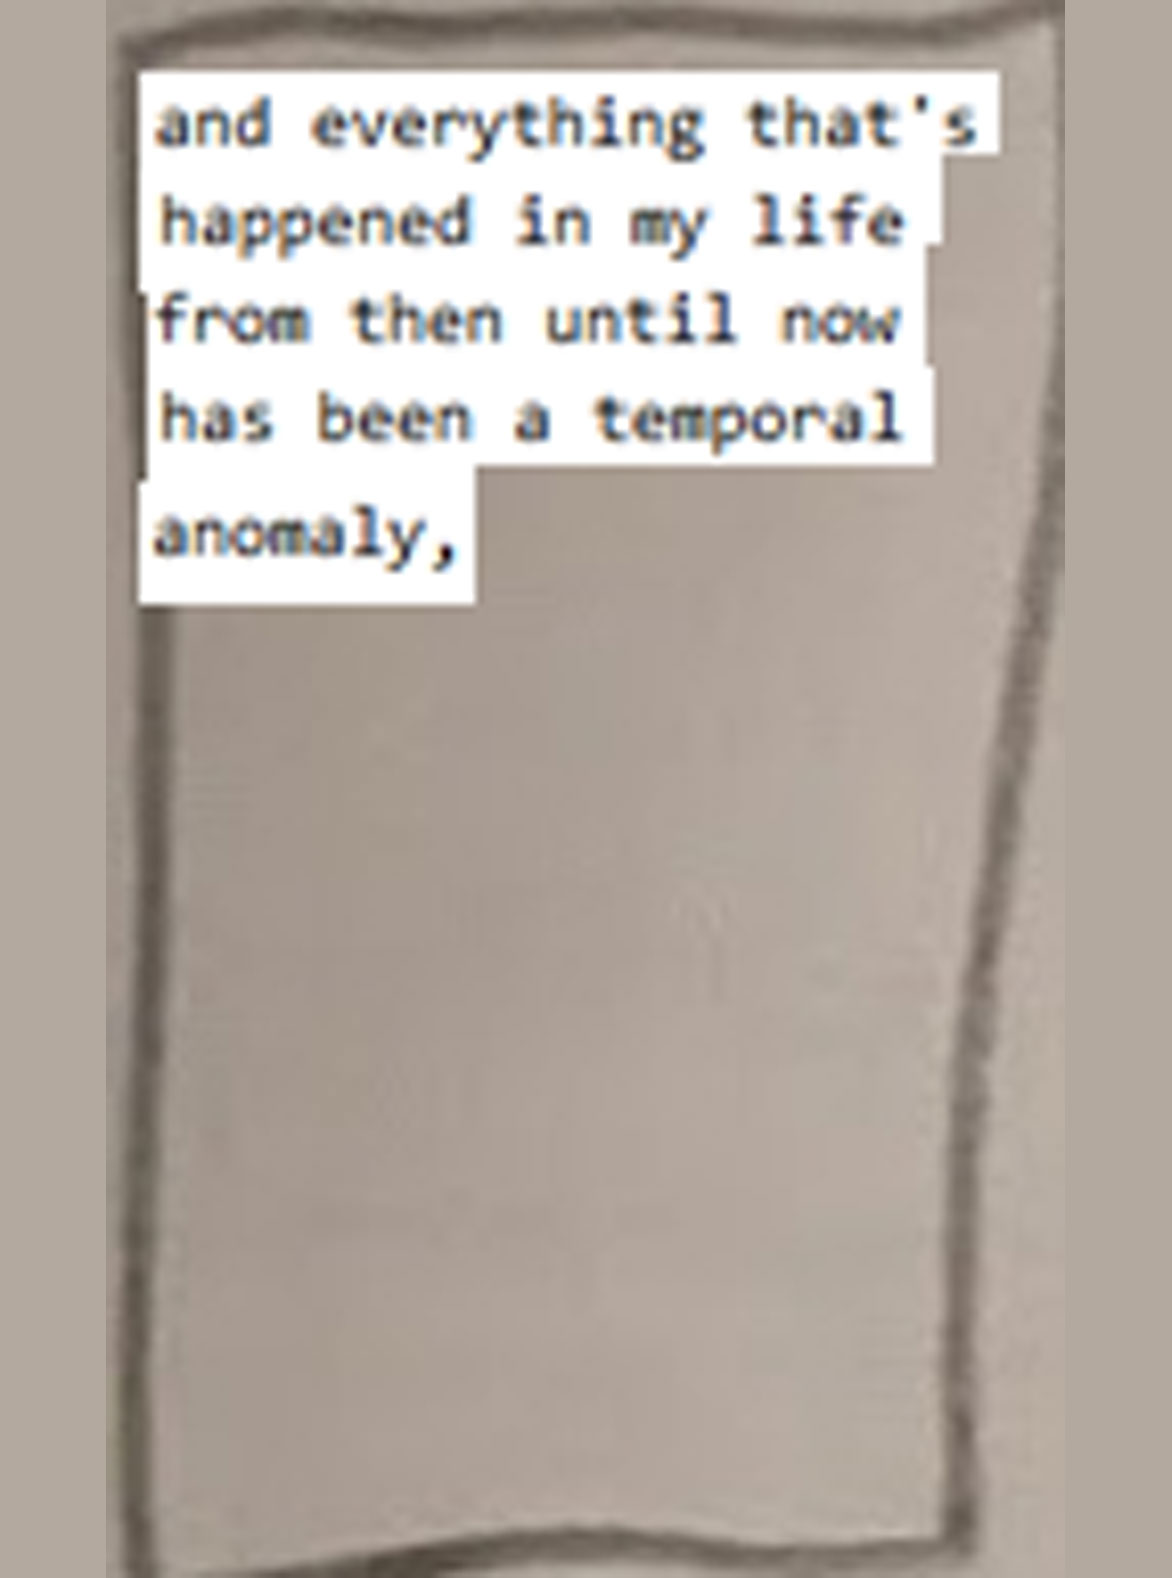 and everything that's
happened in my life
from then until now
has been a temporal
anomaly,